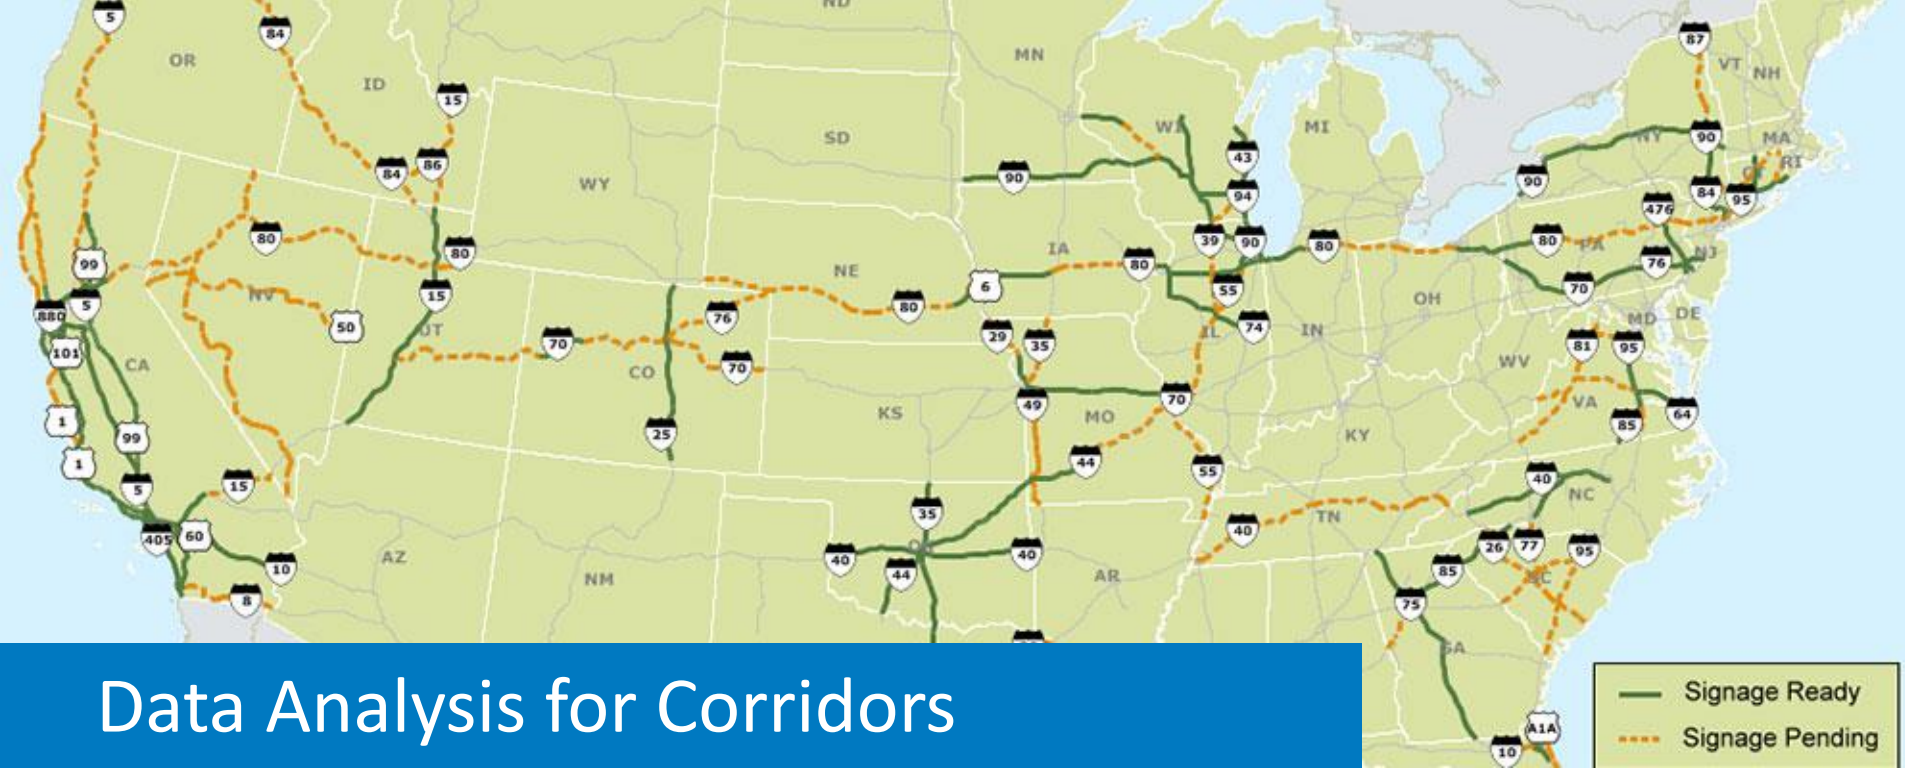 ND
5
84
OR
MN
87
VT
NH
ID
15
SD
WI
MI
NY
90
MA
RI
43
90
84
86
WY
90
94
84
95
476
80
99
80
IA
80
39
90
80
80
PA
NJ
NE
6
76
NV
15
5
880
50
UT
76
80
55
70
OH
MD
DE
70
29
35
IL
74
IN
81
95
101
CA
CO
70
WV
VA
KS
49
MO
70
64
1
99
25
KY
85
1
44
55
5
15
40
NC
35
TN
40
405
60
26
77
95
AZ
10
40
44
40
AR
85
SC
NM
8
75
GA
Data Analysis for Corridors
Signage Ready
Signage Pending
A1A
10